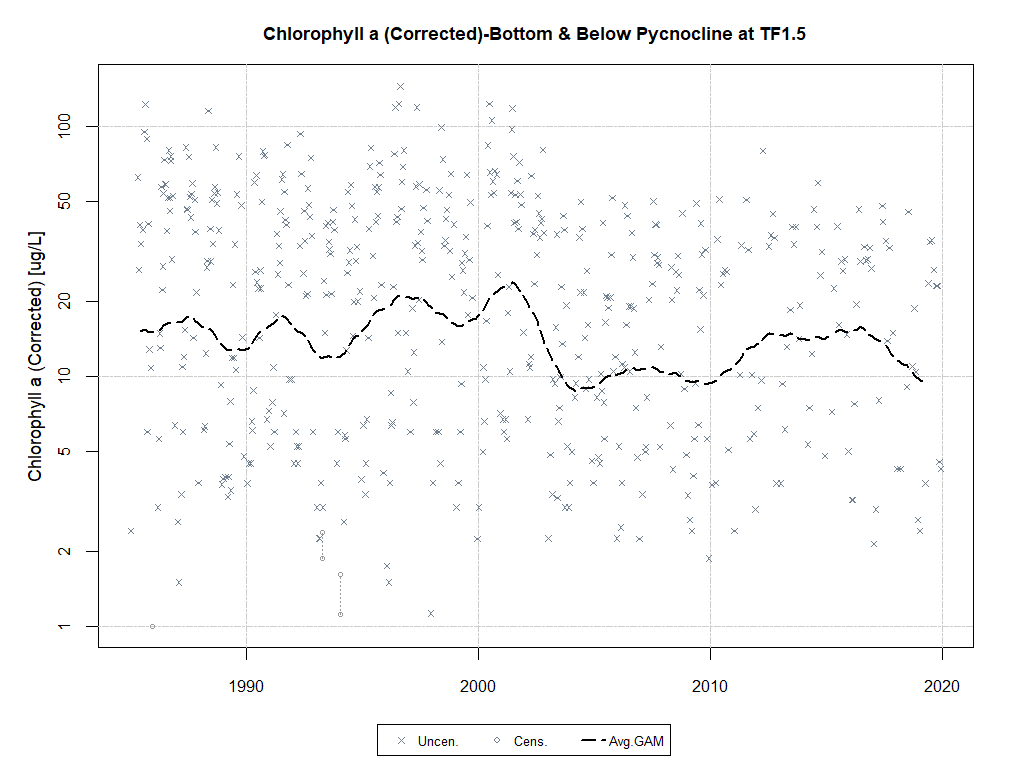 Chlorophyll a (Corrected)-Bottom & Below Pycnocline at TF1.5
Chlorophyll a (Corrected) [ug/L]
100
50
20
10
5
2
1
1990 2000 2010 2020
Uncen. Cens. Avg.GAM